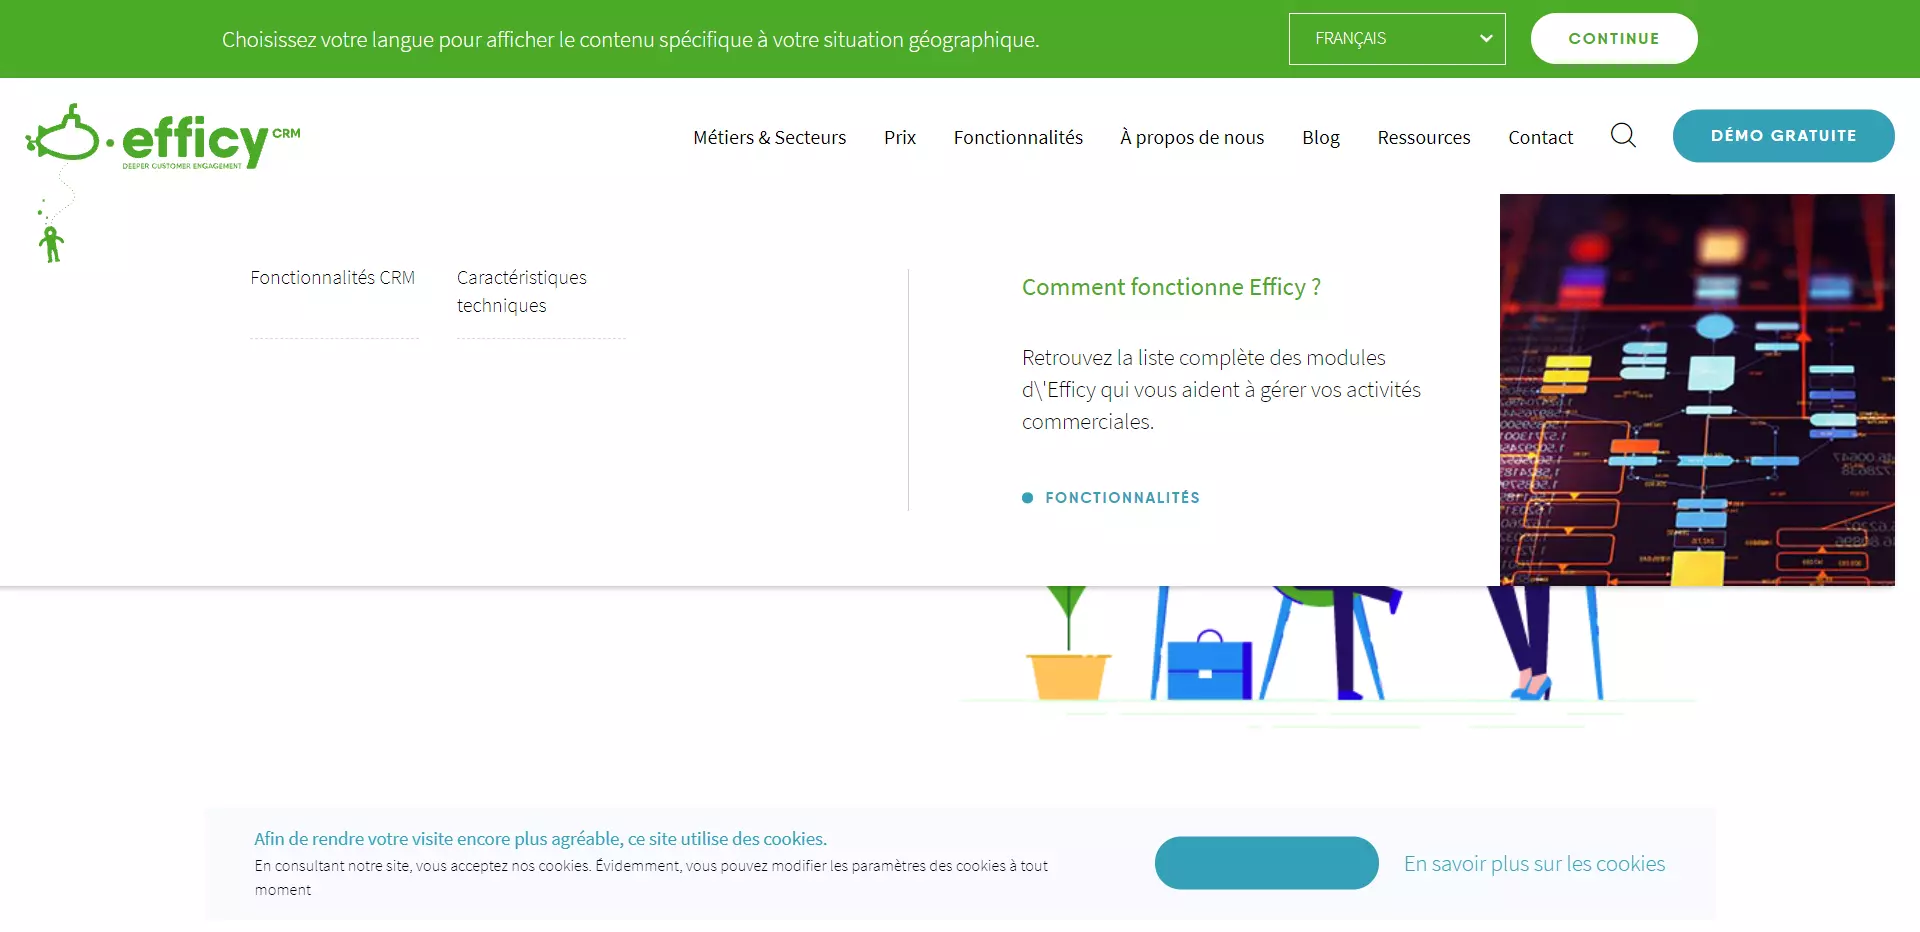 Choisissez votre langue pour afficher le contenu spécifique à votre situation géographique.
FRANÇAIS
CONTINUE
efficy CRM
DEEPER CUSTOMER ENGAGEMENT
Métiers & Secteurs
Prix
Fonctionnalités
À propos de nous
Blog
Ressources
Contact
DÉMO GRATUITE
Fonctionnalités CRM
Caractéristiques
techniques
Comment fonctionne Efficy ?
Retrouvez la liste complète des modules
d\'Efficy qui vous aident à gérer vos activités
commerciales.
FONCTIONNALITÉS
Afin de rendre votre visite encore plus agréable, ce site utilise des cookies.
En consultant notre site, vous acceptez nos cookies. Évidemment, vous pouvez modifier les paramètres des cookies à tout
moment
En savoir plus sur les cookies